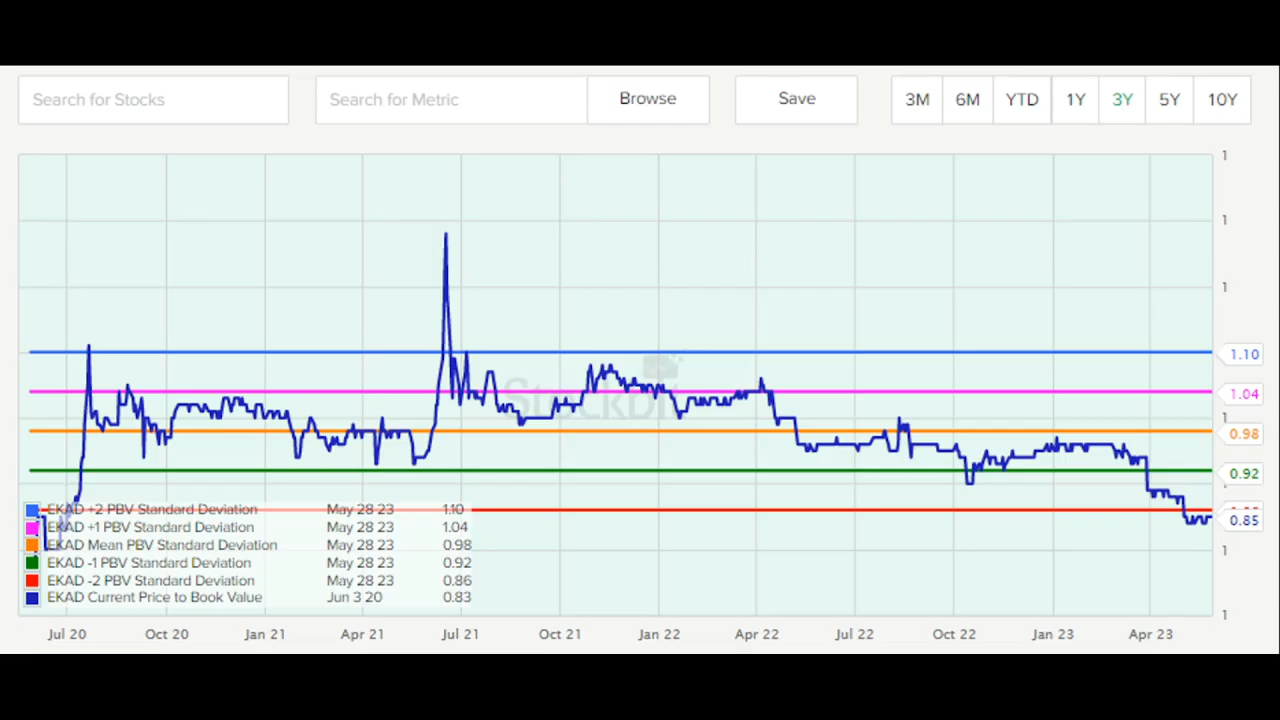 Search for Stocks Search for Metric Browse Save 3M 6M YTD 1Y 3Y 5Y 10Y
1
1
1
1.10
1.04
1
0.98
0.92
0.85
1
1
Stockbit
EKAD +2 PBV Standard Deviation May 28 23 1.10
EKAD +1 PBV Standard Deviation May 28 23 1.04
EKAD Mean PBV Standard Deviation May 28 23 0.98
EKAD -1 PBV Standard Deviation May 28 23 0.92
EKAD -2 PBV Standard Deviation May 28 23 0.86
EKAD Current Price to Book Value Jun 3 20 0.83
Jul 20 Oct 20 Jan 21 Apr 21 Jul 21 Oct 21 Jan 22 Apr 22 Jul 22 Oct 22 Jan 23 Apr 23